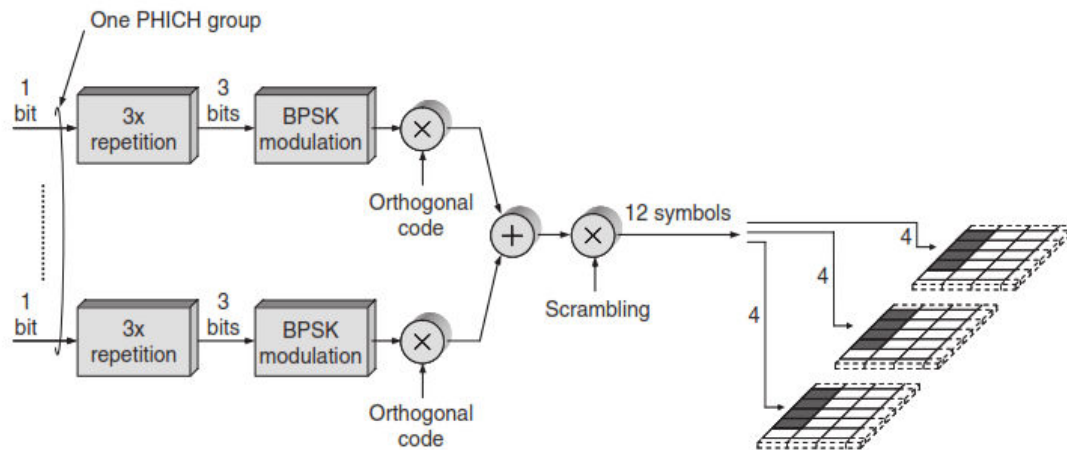 One PHICH group
1
bit
3x
repetition
3
bits
BPSK
modulation
×
Orthogonal
code
+
×
12 symbols
Scrambling
4
4
4
1
bit
3x
repetition
3
bits
BPSK
modulation
×
Orthogonal
code